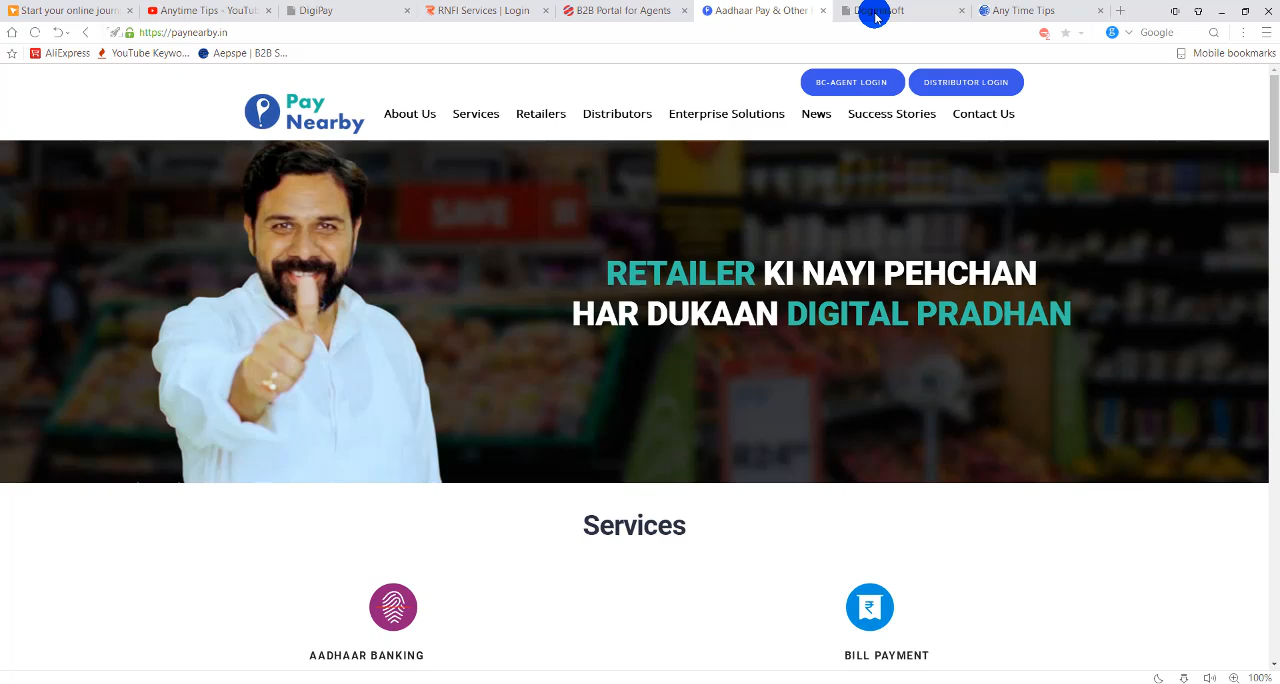 Start your online journ
Anytime Tips - YouTub
DigiPay
RNFI Services | Login
B2B Portal for Agents
Aadhaar Pay & Other
Any Time Tips
https://paynearby.in
Google
AliExpress
YouTube Keywo...
Aepspe | B2B S...
Mobile bookmarks
BC-AGENT LOGIN
DISTRIBUTOR LOGIN
Pay
Nearby
About Us
Services
Retailers
Distributors
Enterprise Solutions
News
Success Stories
Contact Us
SAVE
RETAILER KI NAYI PEHCHAN
HAR DUKAAN DIGITAL PRADHAN
Services
AADHAAR BANKING
BILL PAYMENT
100%